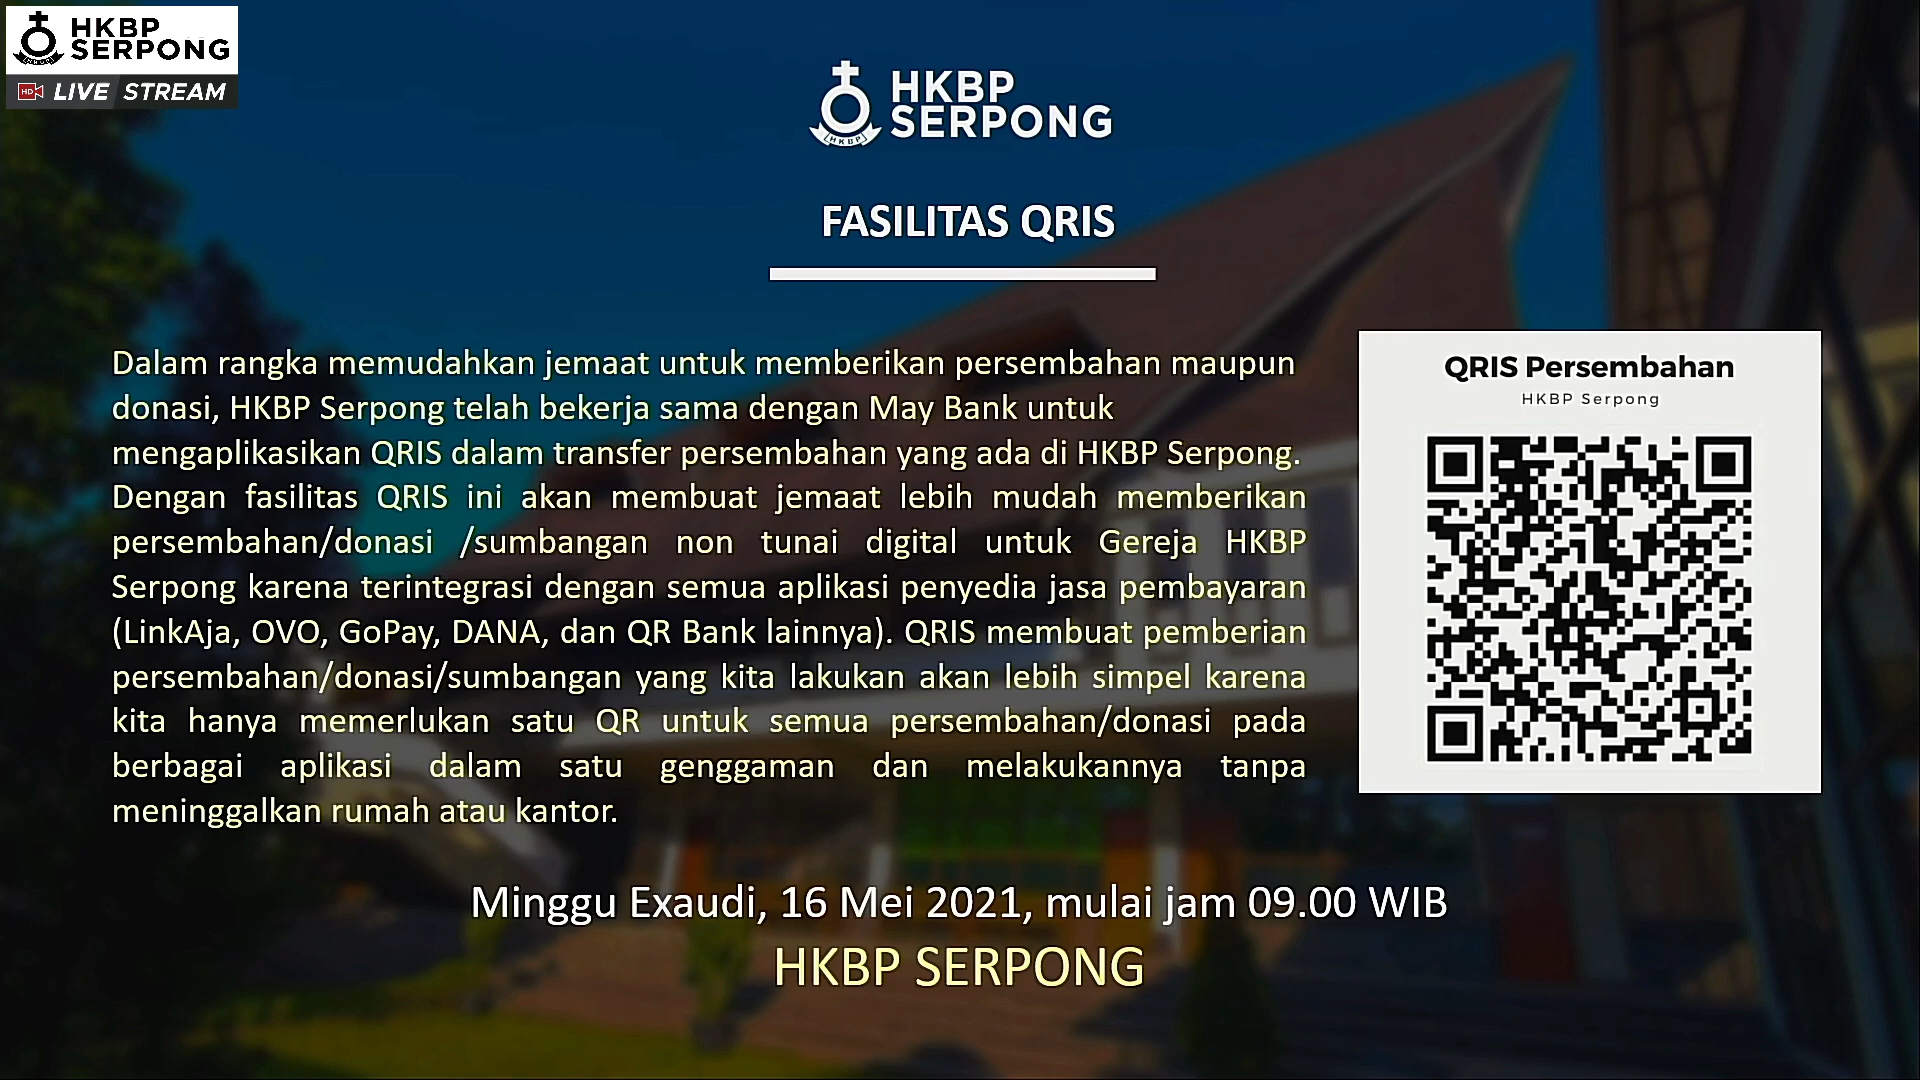 HKBP
SERPONG
HD LIVE STREAM
HKBP
SERPONG
HKBP
FASILITAS QRIS
Dalam rangka memudahkan jemaat untuk memberikan persembahan maupun
donasi, HKBP Serpong telah bekerja sama dengan May Bank untuk
mengaplikasikan QRIS dalam transfer persembahan yang ada di HKBP Serpong.
Dengan fasilitas QRIS ini akan membuat jemaat lebih mudah memberikan
persembahan/donasi /sumbangan non tunai digital untuk Gereja HKBP
Serpong karena terintegrasi dengan semua aplikasi penyedia jasa pembayaran
(LinkAja, OVO, GoPay, DANA, dan QR Bank lainnya). QRIS membuat pemberian
persembahan/donasi/sumbangan yang kita lakukan akan lebih simpel karena
kita hanya memerlukan satu QR untuk semua persembahan/donasi pada
berbagai aplikasi dalam satu genggaman dan melakukannya tanpa
meninggalkan rumah atau kantor.
QRIS Persembahan
HKBP Serpong
Minggu Exaudi, 16 Mei 2021, mulai jam 09.00 WIB
HKBP SERPONG